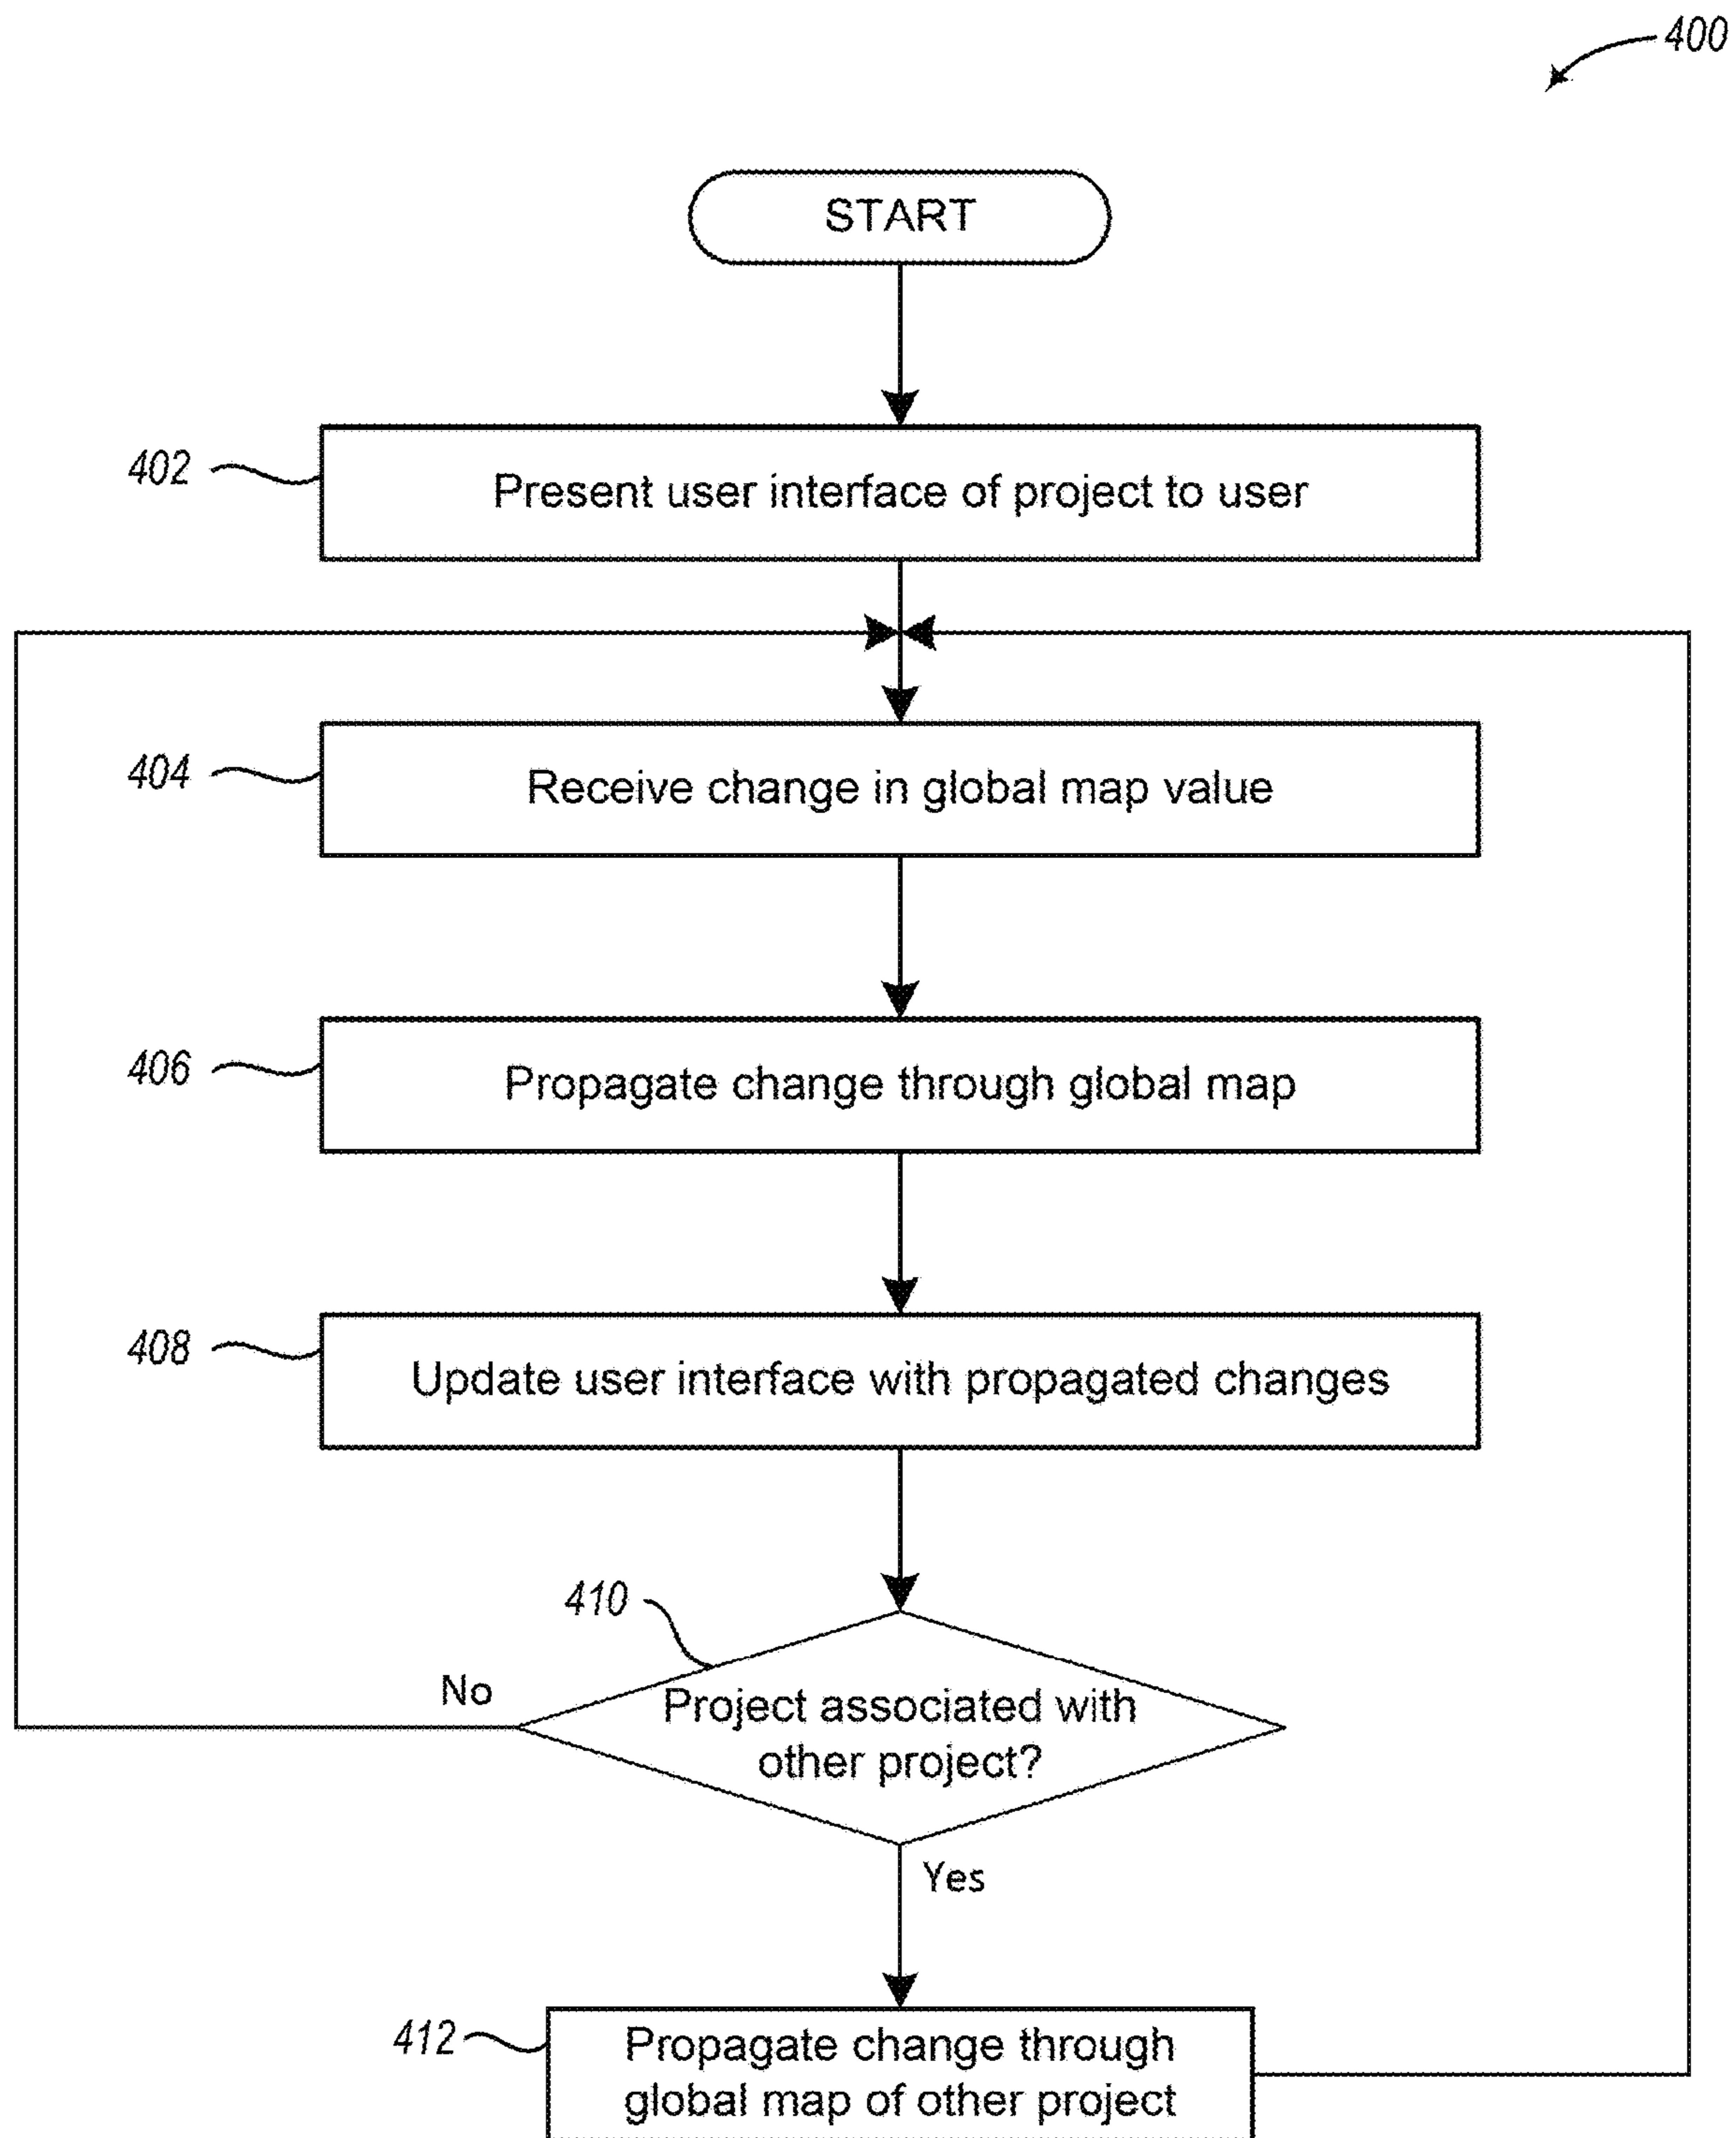 400
START
402
Present user interface of project to user
404
Receive change in global map value
406
Propagate change through global map
408
Update user interface with propagated changes
410
No
Project associated with
other project?
Yes
412
Propagate change through
global map of other project